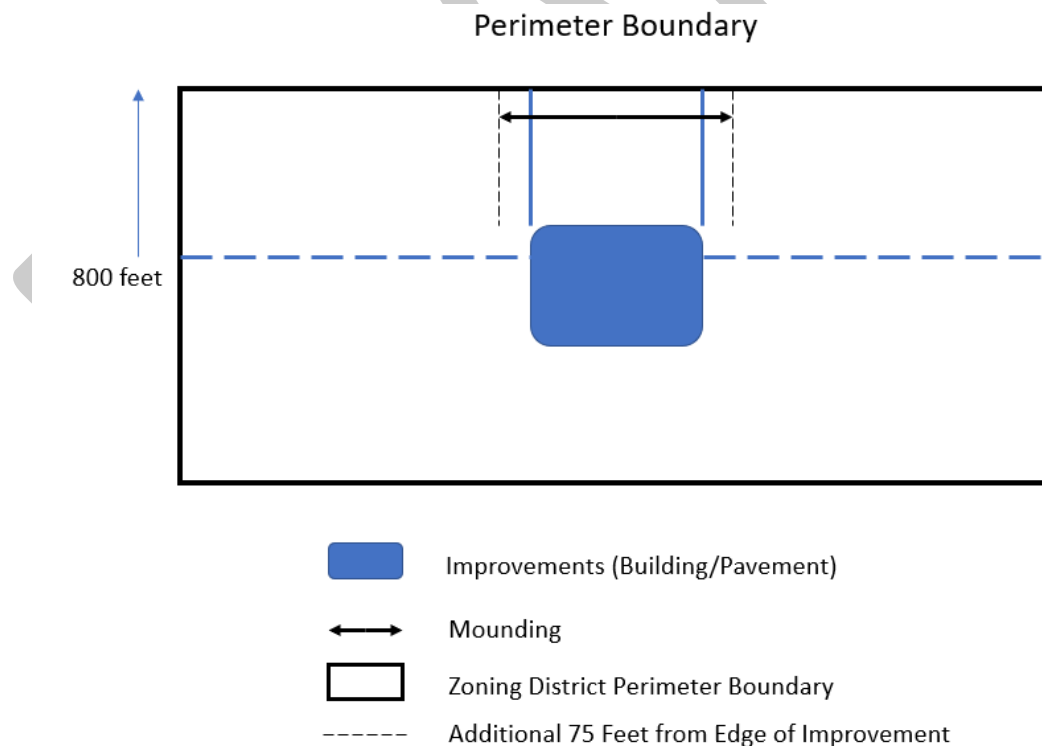 Perimeter Boundary
800 feet
Improvements (Building/Pavement)
Mounding
Zoning District Perimeter Boundary
Additional 75 Feet from Edge of Improvement